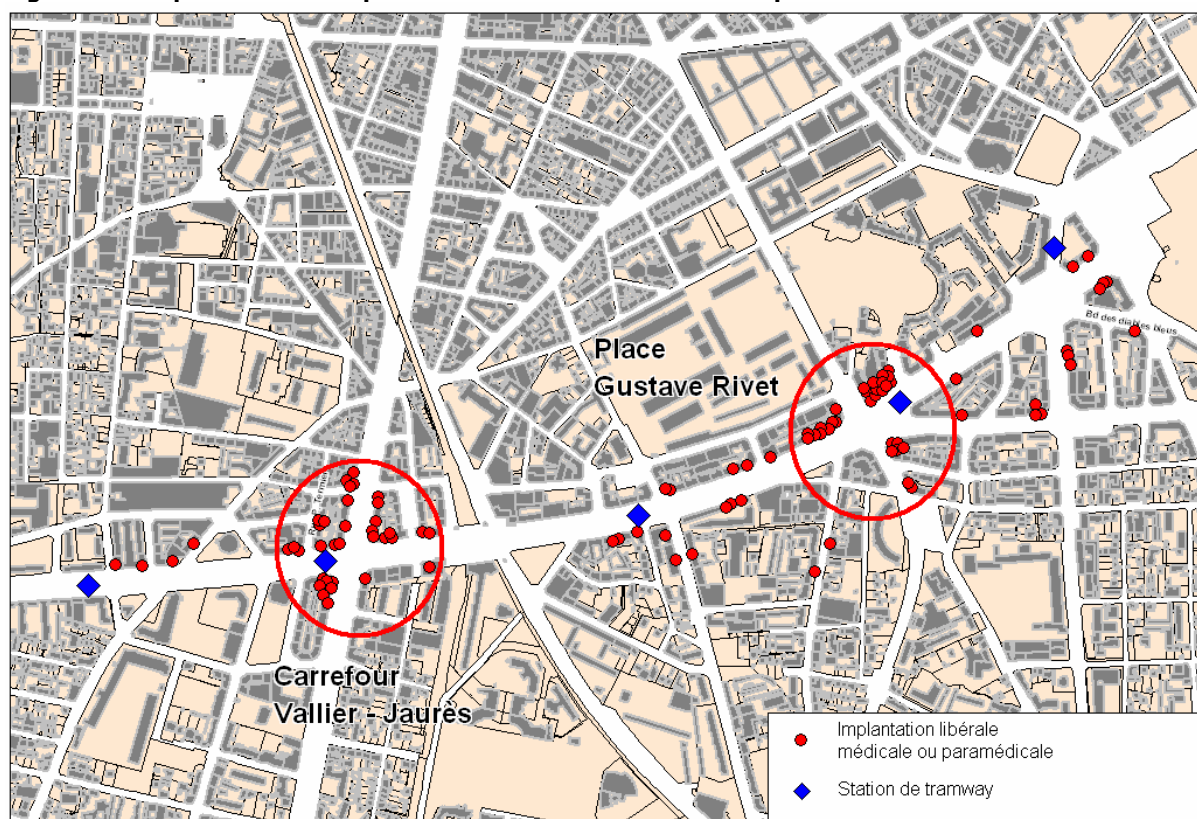 Place
Gustave Rivet
Bd des diables bleus
Carrefour
Vallier - Jaurès
Implantation libérale
médicale ou paramédicale
Station de tramway